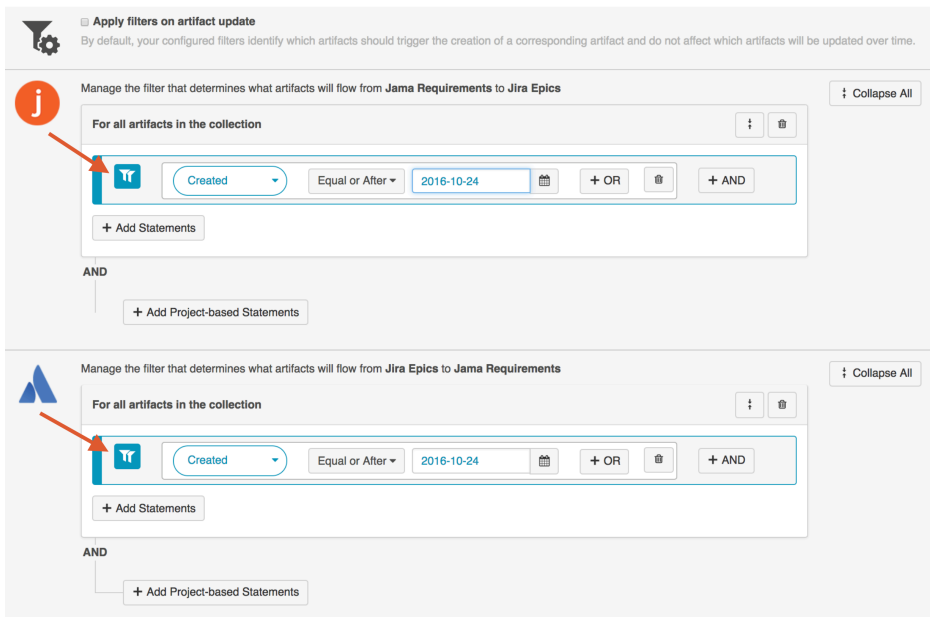 Apply filters on artifact update
By default, your configured filters identify which artifacts should trigger the creation of a corresponding artifact and do not affect which artifacts will be updated over time.
j
Manage the filter that determines what artifacts will flow from Jama Requirements to Jira Epics
Collapse All
For all artifacts in the collection
Created Equal or After 2016-10-24 + OR + AND
+ Add Statements
AND
+ Add Project-based Statements
Manage the filter that determines what artifacts will flow from Jira Epics to Jama Requirements
Collapse All
For all artifacts in the collection
Created Equal or After 2016-10-24 + OR + AND
+ Add Statements
AND
+ Add Project-based Statements